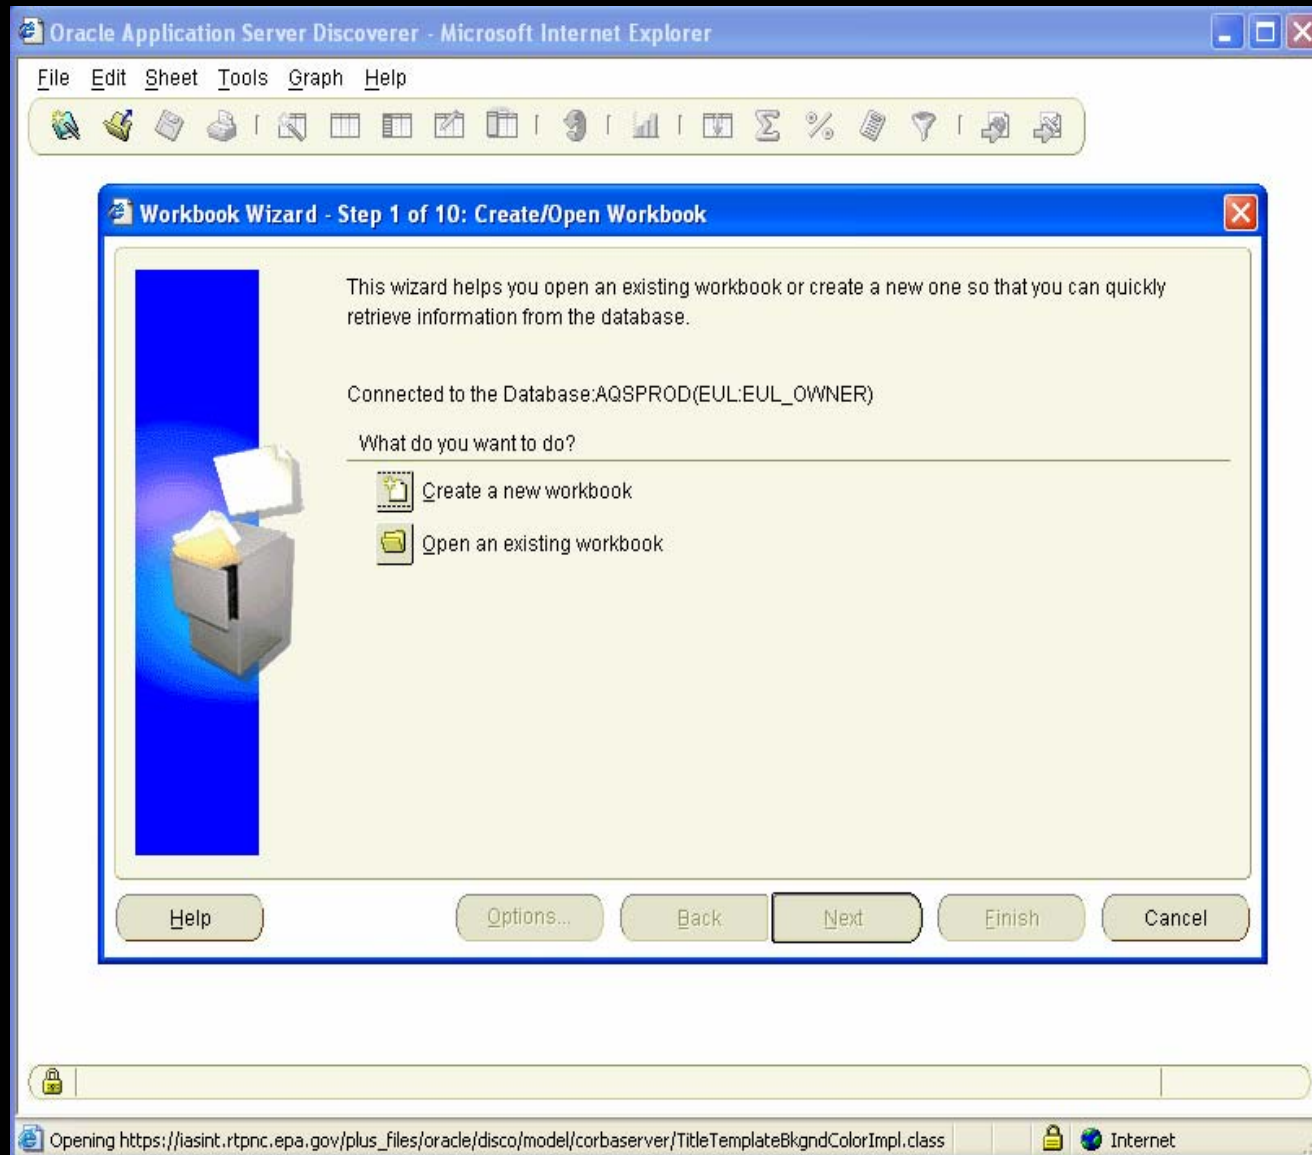 Oracle Application Server Discoverer - Microsoft Internet Explorer
File Edit Sheet Tools Graph Help
Workbook Wizard - Step 1 of 10: Create/Open Workbook
This wizard helps you open an existing workbook or create a new one so that you can quickly
retrieve information from the database.
Connected to the Database:AQSPROD(EUL:EUL_OWNER)
What do you want to do?
Create a new workbook
Open an existing workbook
Help Options... Back Next Finish Cancel
Opening https://iasint.rtpnc.epa.gov/plus_files/oracle/disco/model/corbaserver/TitleTemplateBkgndColorImpl.class Internet